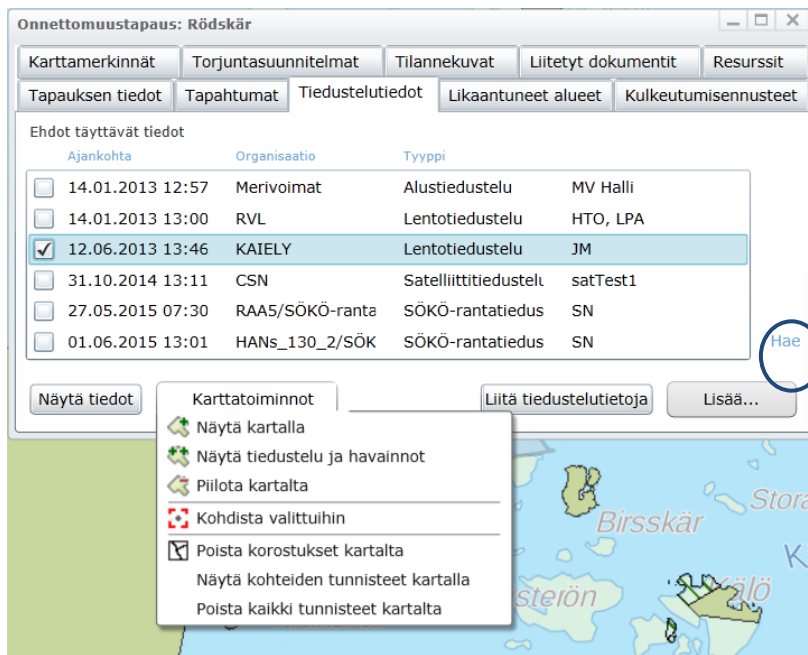 Onnettomuustapaus: Rödskär
Karttamerkinnät Torjuntasuunnitelmat Tilannekuvat Liitetyt dokumentit Resurssit
Tapauksen tiedot Tapahtumat Tiedustelutiedot Likaantuneet alueet Kulkeutumisennusteet
Ehdot täyttävät tiedot
Ajankohta Organisaatio Tyyppi
14.01.2013 12:57 Merivoimat Alustiedustelu MV Halli
14.01.2013 13:00 RVL Lentotiedustelu HTO, LPA
12.06.2013 13:46 KAIELY Lentotiedustelu JM
31.10.2014 13:11 CSN Satelliittitiedustelu satTest1
27.05.2015 07:30 RAA5/SÖKÖ-ranta SÖKÖ-rantatiedus SN
01.06.2015 13:01 HANs_130_2/SÖK SÖKÖ-rantatiedus SN
Hae
Näytä tiedot Karttatoiminnot Liitä tiedustelutietoja Lisää...
Näytä kartalla
Näytä tiedustelu ja havainnot
Piilota kartalta
Kohdista valittuihin
Poista korostukset kartalta
Näytä kohteiden tunnisteet kartalla
Poista kaikki tunnisteet kartalta
Stora
Birsskär
K
sterön
Kälö